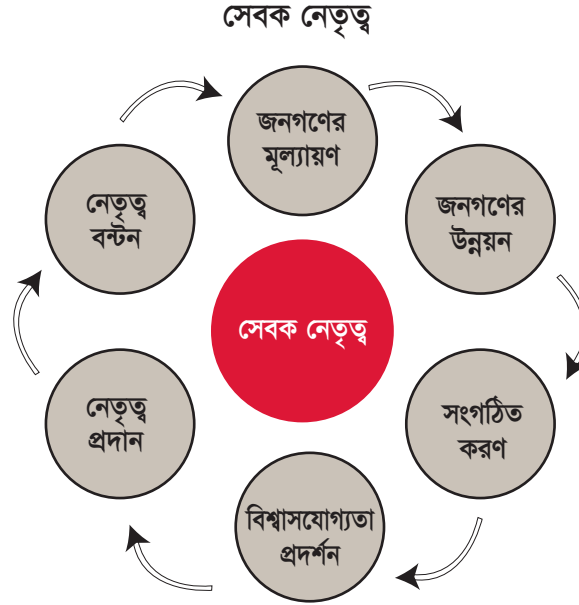 সেবক নেতৃত্ব
জনগণের
মূল্যায়ণ
জনগণের
উন্নয়ন
সংগঠিত
করণ
বিশ্বাসযোগ্যতা
প্রদর্শন
নেতৃত্ব
প্রদান
নেতৃত্ব
বন্টন
সেবক নেতৃত্ব